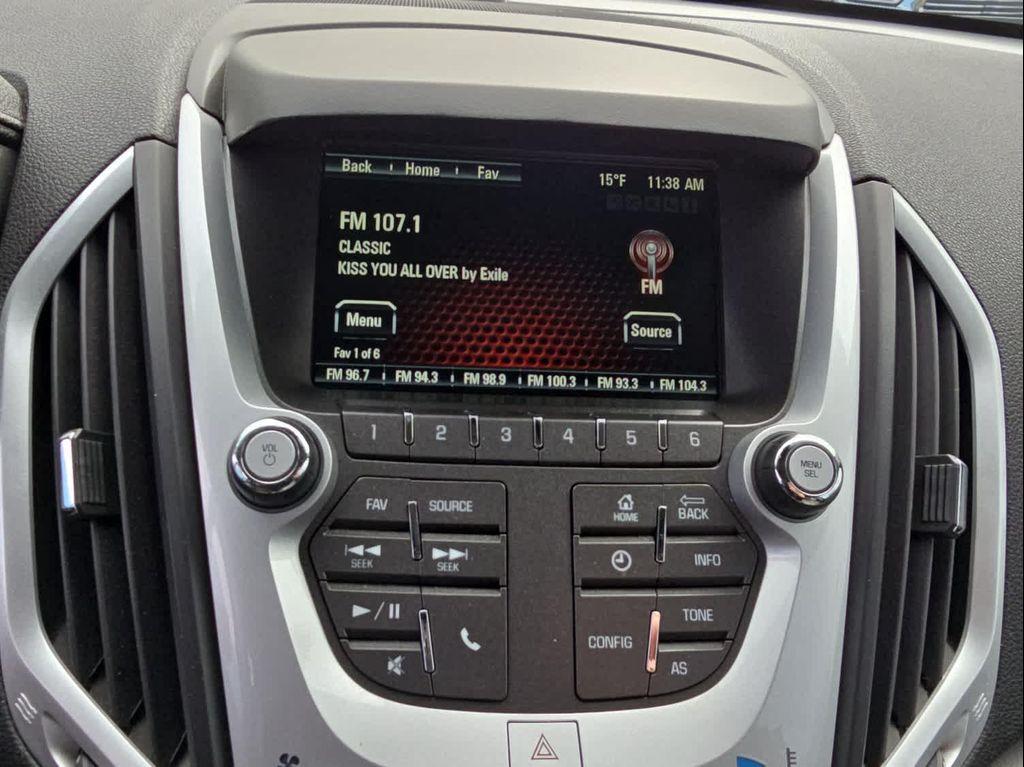 Back Home Fav
15°F 11:38 AM
FM 107.1
CLASSIC
KISS YOU ALL OVER by Exile
FM
Menu
Source
Fav 1 of 6
FM 96.7 FM 94.3 FM 98.9 FM 100.3 FM 93.3 FM 104.3
1 2 3 4 5 6
VOL
MENU
SEL
FAV SOURCE
HOME BACK
SEEK SEEK
INFO
TONE
CONFIG
AS